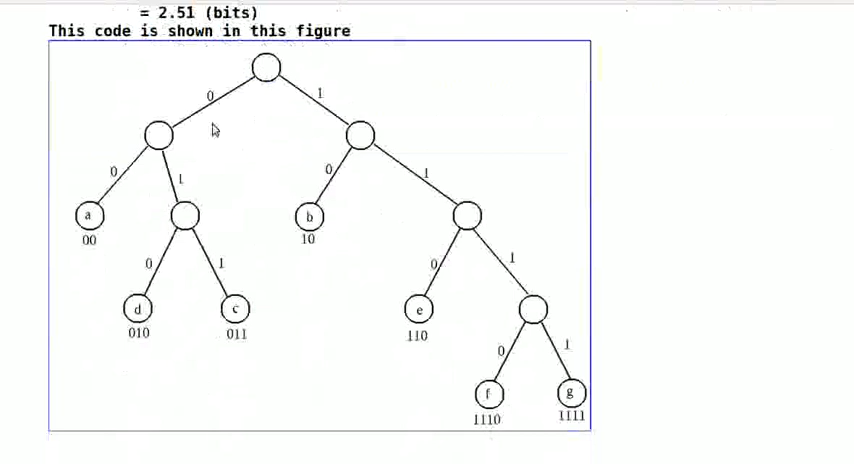 = 2.51 (bits)
This code is shown in this figure
0 1
0 1 0 1
a b
00 10
0 1 0 1
d c e
010 011 110
0 1
f g
1110 1111